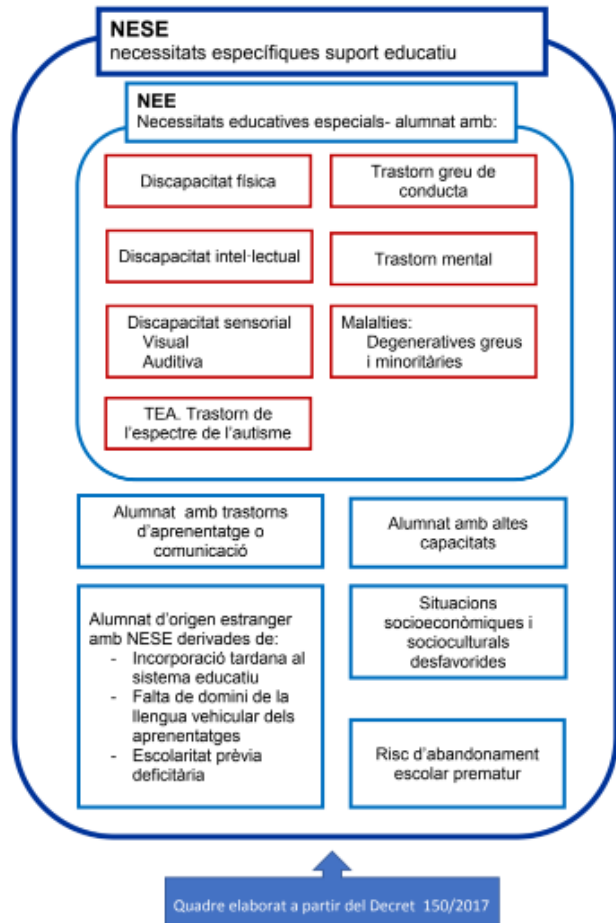 NESE
necessitats específiques suport educatiu
NEE
Necessitats educatives especials- alumnat amb:
Discapacitat física
Trastorn greu de
conducta
Discapacitat intel·lectual
Trastorn mental
Discapacitat sensorial
Visual
Auditiva
Malalties:
Degeneratives greus
i minoritàries
TEA. Trastorn de
l'espectre de l'autisme
Alumnat amb trastorns
d'aprenentatge o
comunicació
Alumnat amb altes
capacitats
Alumnat d'origen estranger
amb NESE derivades de:
- Incorporació tardana al
sistema educatiu
- Falta de domini de la
llengua vehicular dels
aprenentatges
- Escolaritat prèvia
deficitària
Situacions
socioeconòmiques i
socioculturals
desfavorides
Risc d'abandonament
escolar prematur
Quadre elaborat a partir del Decret 150/2017